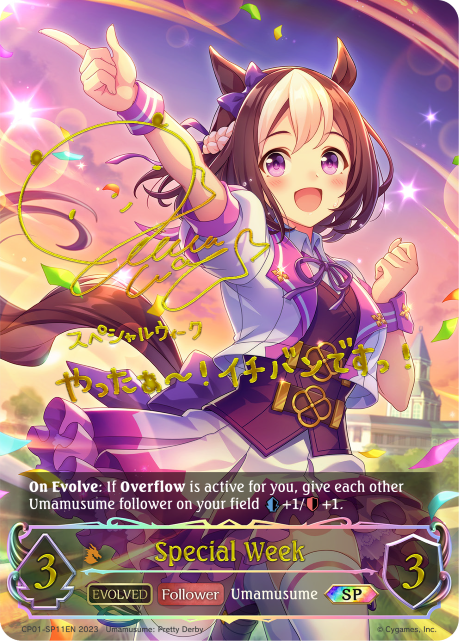 スペシャルウィーク
やったぁ〜！イチバンですっ！
On Evolve: If Overflow is active for you, give each other
Umamusume follower on your field +1/ +1.
Special Week
3
3
EVOLVED Follower Umamusume SP
CP01-SP11EN 2023 Umamusume: Pretty Derby © Cygames, Inc.